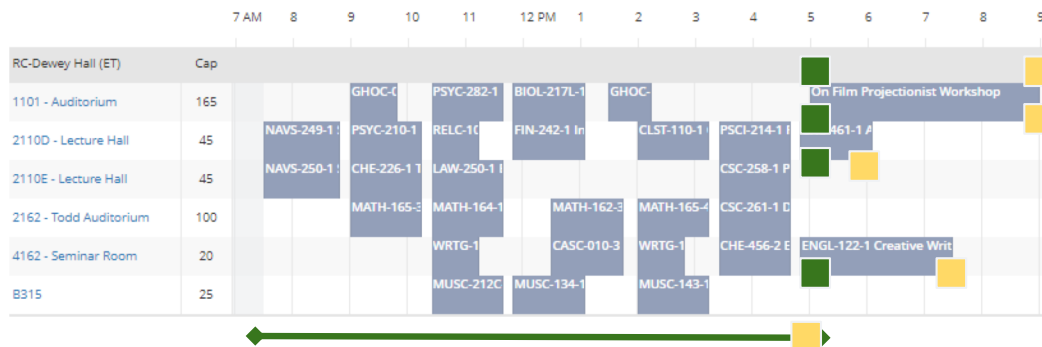 7 AM 8 9 10 11 12 PM 1 2 3 4 5 6 7 8 9
RC-Dewey Hall (ET) Cap
1101 - Auditorium 165 GHOC- PSYC-282-1 BIOL-217L-1 GHOC- On Film Projectionist Workshop
2110D - Lecture Hall 45 NAVS-249-1 PSYC-210-1 RELC-10 FIN-242-1 In CLST-110-1 PSCI-214-1 461-1 A
2110E - Lecture Hall 45 NAVS-250-1 CHE-226-1 T LAW-250-1 CSC-258-1 P
2162 - Todd Auditorium 100 MATH-165-3 MATH-164-1 MATH-162-3 MATH-165-4 CSC-261-1 D
4162 - Seminar Room 20 WRTG-1 CASC-010-3 WRTG-1 CHE-456-2 E ENGL-122-1 Creative Writ
B315 25 MUSC-212C MUSC-134-1 MUSC-143-1